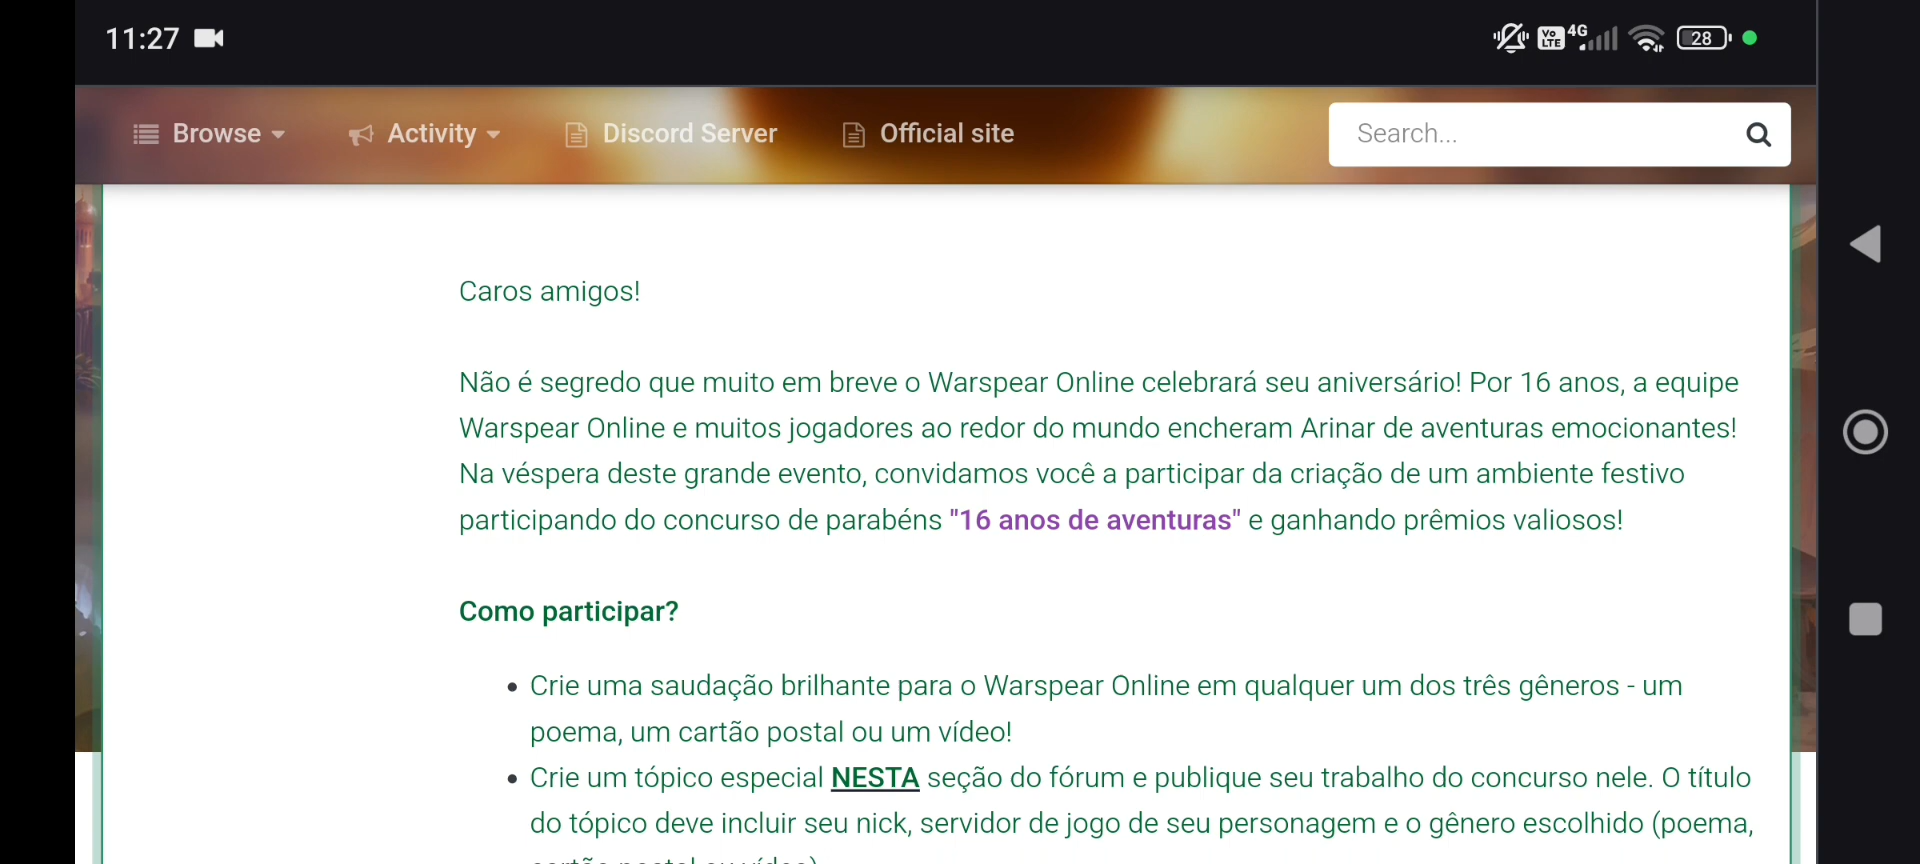 11:27
Vo LTE 4G 28
Browse Activity Discord Server Official site Search...
Caros amigos!
Não é segredo que muito em breve o Warspear Online celebrará seu aniversário! Por 16 anos, a equipe
Warspear Online e muitos jogadores ao redor do mundo encheram Arinar de aventuras emocionantes!
Na véspera deste grande evento, convidamos você a participar da criação de um ambiente festivo
participando do concurso de parabéns "16 anos de aventuras" e ganhando prêmios valiosos!
Como participar?
Crie uma saudação brilhante para o Warspear Online em qualquer um dos três gêneros - um
poema, um cartão postal ou um vídeo!
Crie um tópico especial NESTA seção do fórum e publique seu trabalho do concurso nele. O título
do tópico deve incluir seu nick, servidor de jogo de seu personagem e o gênero escolhido (poema,